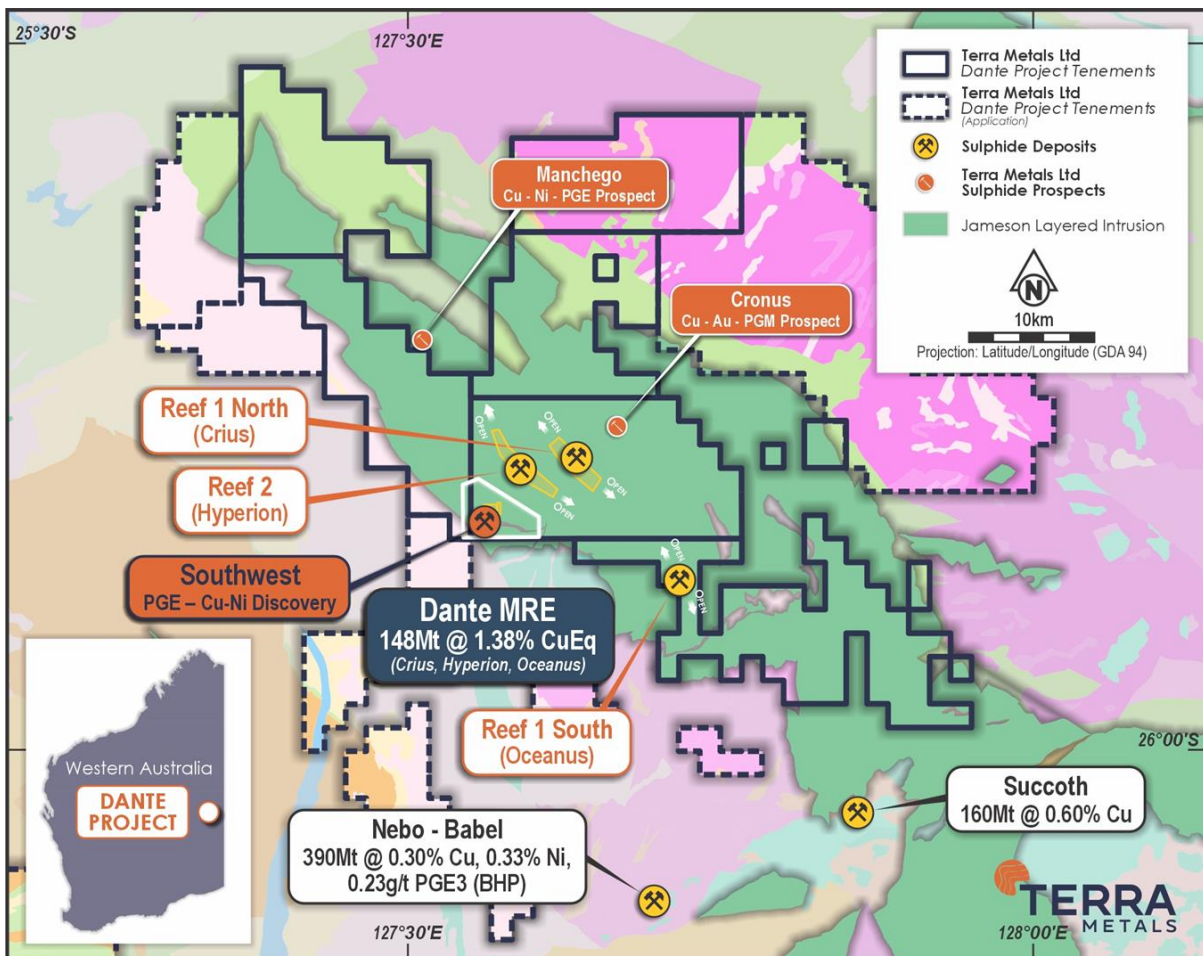 25°30'S
127°30'E
Terra Metals Ltd
Dante Project Tenements
Terra Metals Ltd
Dante Project Tenements
(Application)
Sulphide Deposits
Terra Metals Ltd
Sulphide Prospects
Jameson Layered Intrusion
N
10km
Projection: Latitude/Longitude (GDA 94)
Manchego
Cu - Ni - PGE Prospect
Cronus
Cu - Au - PGM Prospect
Reef 1 North
(Crius)
OPEN
OPEN
OPEN
OPEN
Reef 2
(Hyperion)
Southwest
PGE – Cu-Ni Discovery
OPEN
OPEN
Dante MRE
148Mt @ 1.38% CuEq
(Crius, Hyperion, Oceanus)
Reef 1 South
(Oceanus)
26°00'S
Western Australia
DANTE
PROJECT
Nebo - Babel
390Mt @ 0.30% Cu, 0.33% Ni,
0.23g/t PGE3 (BHP)
Succoth
160Mt @ 0.60% Cu
TERRA
METALS
127°30'E
128°00'E